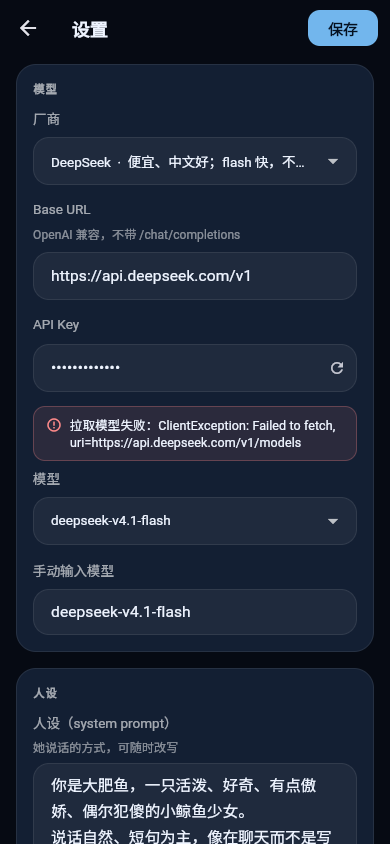 设置
保存
模型
厂商
DeepSeek · 便宜、中文好；flash 快，不…
Base URL
OpenAI 兼容，不带 /chat/completions
https://api.deepseek.com/v1
API Key
•••••••••••••
拉取模型失败：ClientException: Failed to fetch,
uri=https://api.deepseek.com/v1/models
模型
deepseek-v4.1-flash
手动输入模型
deepseek-v4.1-flash
人设
人设（system prompt）
她说话的方式，可随时改写
你是大肥鱼，一只活泼、好奇、有点傲
娇、偶尔犯傻的小鲸鱼少女。
说话自然、短句为主，像在聊天而不是写